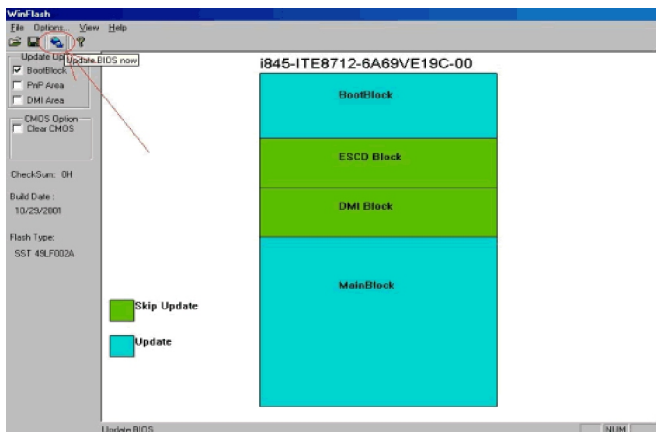 WinFlash
File Options... View Help
Update BIOS now
BootBlock
PnP Area
DMI Area
CMOS Option
Clear CMOS
CheckSum: 0H
Build Date :
10/29/2001
Flash Type:
SST 49LF002A
i845-ITE8712-6A69VE19C-00
BootBlock
ESCD Block
DMI Block
MainBlock
Skip Update
Update
Update BIOS
NUM